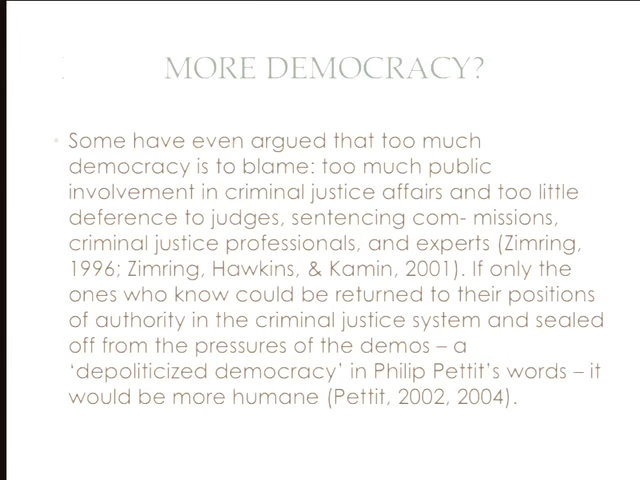 MORE DEMOCRACY?
• Some have even argued that too much
democracy is to blame: too much public
involvement in criminal justice affairs and too little
deference to judges, sentencing com- missions,
criminal justice professionals, and experts (Zimring,
1996; Zimring, Hawkins, & Kamin, 2001). If only the
ones who know could be returned to their positions
of authority in the criminal justice system and sealed
off from the pressures of the demos – a
‘depoliticized democracy’ in Philip Pettit’s words – it
would be more humane (Pettit, 2002, 2004).